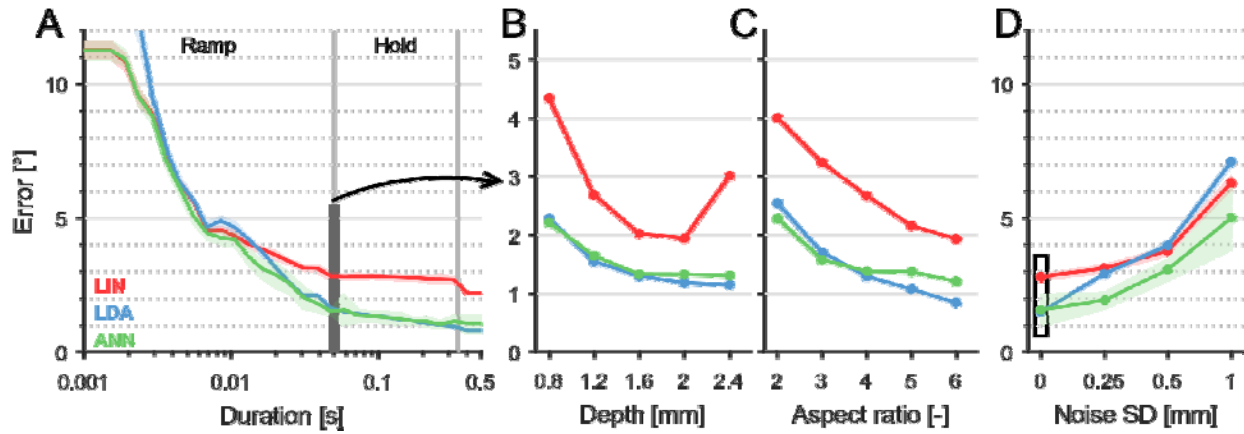 A
Ramp
Hold
Error [°]
10
5
0
LIN
LDA
ANN
0.001
0.01
0.1
0.5
Duration [s]
B
5
4
3
2
1
0
0.8
1.2
1.6
2
2.4
Depth [mm]
C
2
3
4
5
6
Aspect ratio [-]
D
10
5
0
0
0.25
0.5
1
Noise SD [mm]